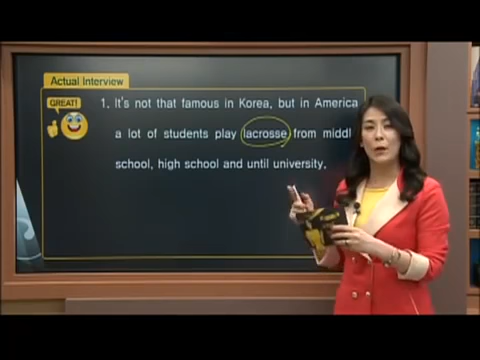 Actual Interview
GREAT!
1. It's not that famous in Korea, but in America
a lot of students play lacrosse from middl
school, high school and until university,